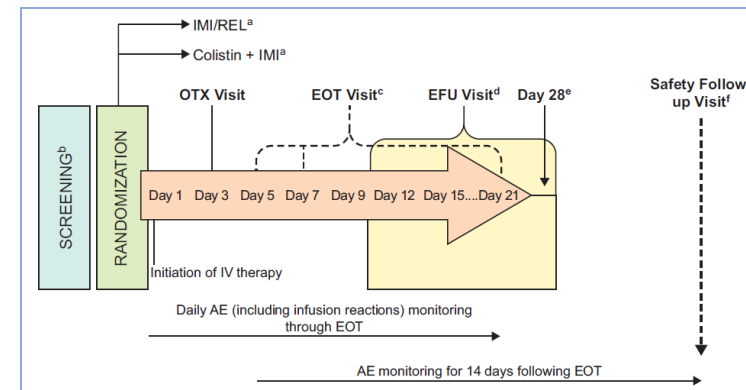 IMI/RELᵃ
Colistin + IMIᵃ
OTX Visit
EOT Visitᶜ
EFU Visitᵈ
Day 28ᵉ
Safety Follow
up Visitᶠ
SCREENINGᵇ
RANDOMIZATION
Day 1 Day 3 Day 5 Day 7 Day 9 Day 12 Day 15....Day 21
Initiation of IV therapy
Daily AE (including infusion reactions) monitoring
through EOT
AE monitoring for 14 days following EOT